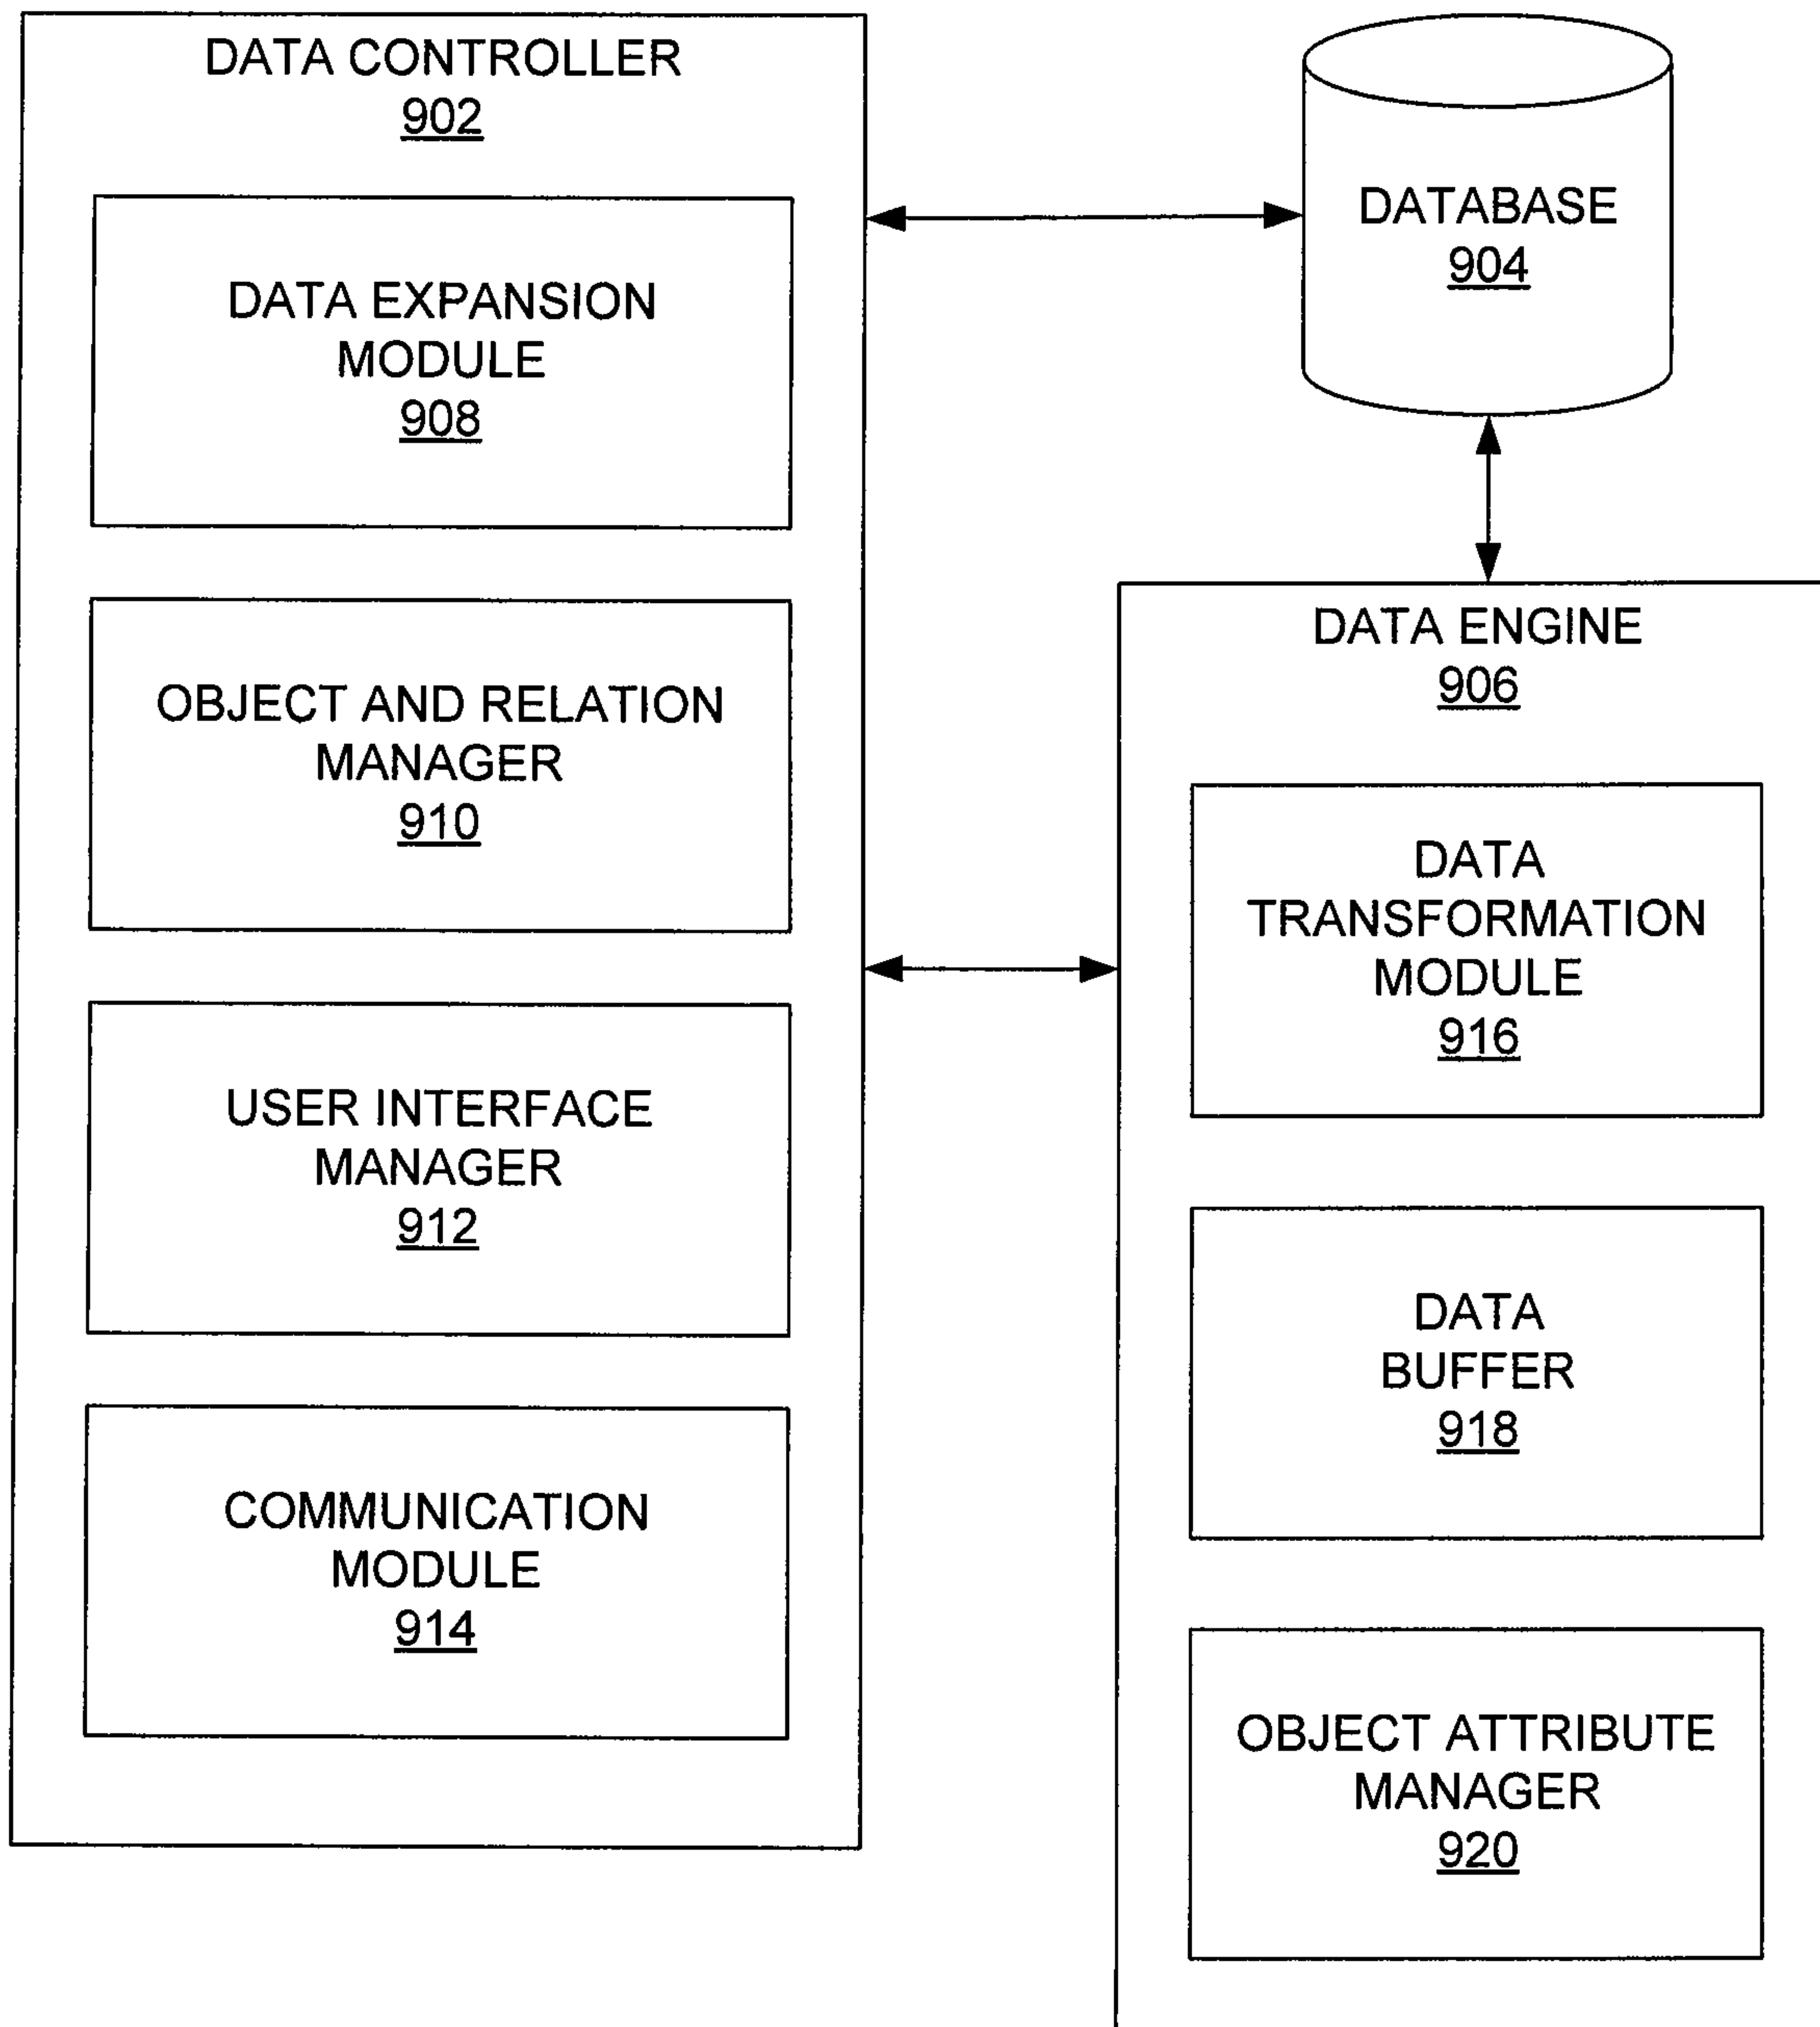 DATA CONTROLLER
902
DATA EXPANSION
MODULE
908
OBJECT AND RELATION
MANAGER
910
USER INTERFACE
MANAGER
912
COMMUNICATION
MODULE
914
DATABASE
904
DATA ENGINE
906
DATA
TRANSFORMATION
MODULE
916
DATA
BUFFER
918
OBJECT ATTRIBUTE
MANAGER
920